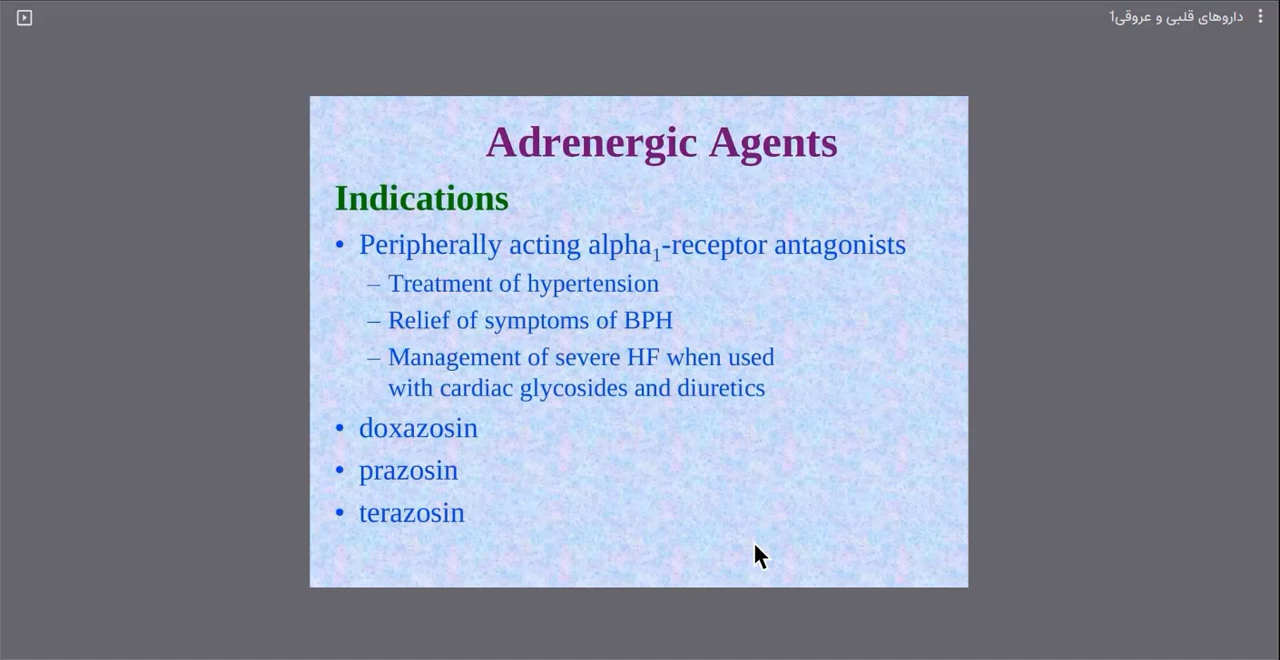 داروهای قلبی و عروقی1
Adrenergic Agents
Indications
• Peripherally acting alpha₁-receptor antagonists
– Treatment of hypertension
– Relief of symptoms of BPH
– Management of severe HF when used
with cardiac glycosides and diuretics
• doxazosin
• prazosin
• terazosin